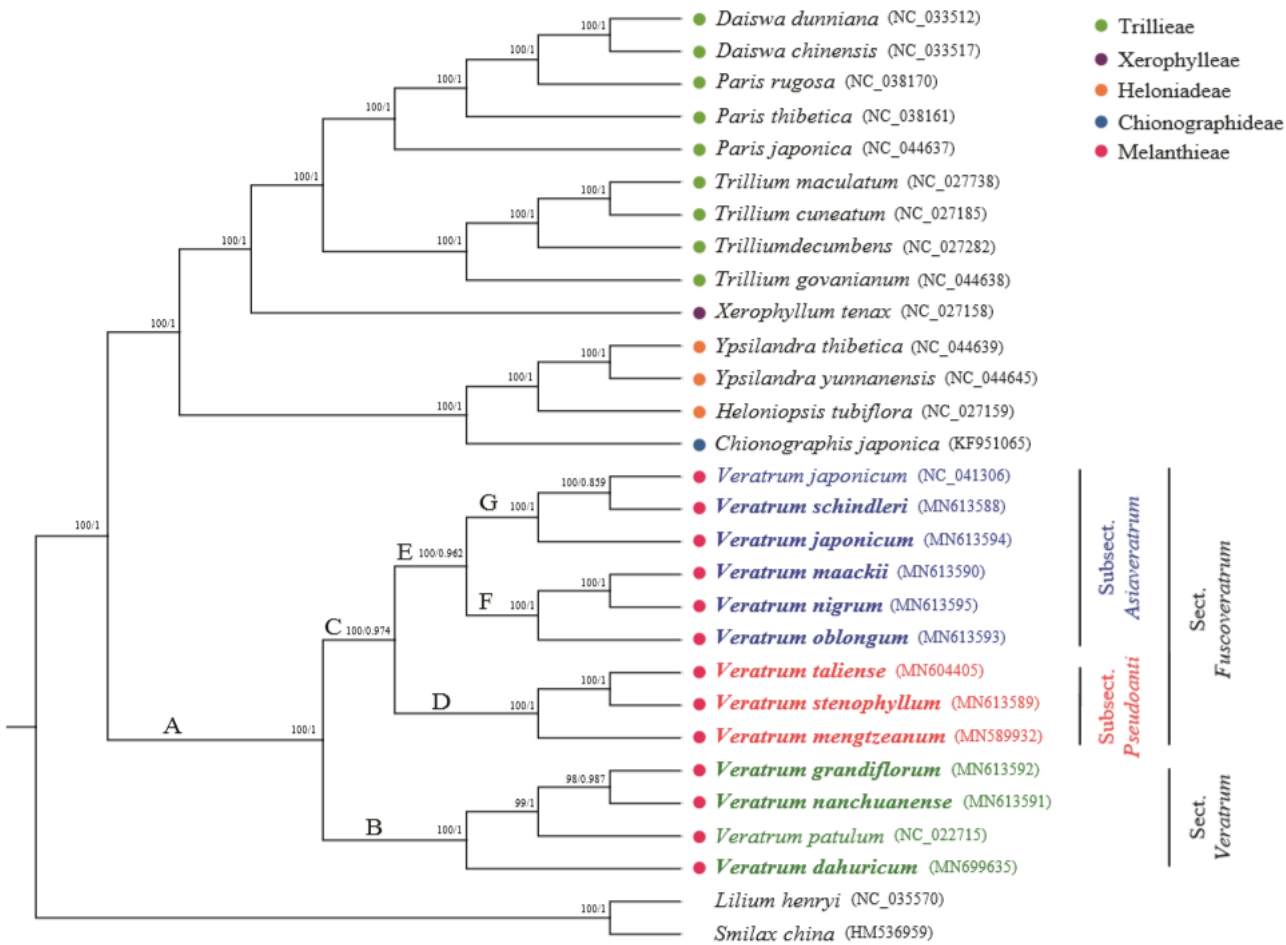 Daiswa dunniana (NC_033512)
Daiswa chinensis (NC_033517)
Paris rugosa (NC_038170)
Paris thibetica (NC_038161)
Paris japonica (NC_044637)
Trillium maculatum (NC_027738)
Trillium cuneatum (NC_027185)
Trilliumdecumbens (NC_027282)
Trillium govanianum (NC_044638)
Xerophyllum tenax (NC_027158)
Ypsilandra thibetica (NC_044639)
Ypsilandra yunnanensis (NC_044645)
Heloniopsis tubiflora (NC_027159)
Chionographis japonica (KF951065)
Veratrum japonicum (NC_041306)
Veratrum schindleri (MN613588)
Veratrum japonicum (MN613594)
Veratrum maackii (MN613590)
Veratrum nigrum (MN613595)
Veratrum oblongum (MN613593)
Veratrum taliense (MN604405)
Veratrum stenophyllum (MN613589)
Veratrum mengtzeanum (MN589932)
Veratrum grandiflorum (MN613592)
Veratrum nanchuanense (MN613591)
Veratrum patulum (NC_022715)
Veratrum dahuricum (MN699635)
Lilium henryi (NC_035570)
Smilax china (HM536959)
Trillieae
Xerophylleae
Heloniadeae
Chionographideae
Melanthieae
100/1
100/1
100/1
100/1
100/1
100/1
100/1
100/1
100/1
100/1
100/1
100/1
100/1
100/1
100/0.859
G
100/1
E
100/0.962
100/1
F
100/1
C
100/0.974
100/1
D
100/1
A
100/1
98/0.987
99/1
B
100/1
100/1
Subsect.
Asiaveratrum
Subsect.
Pseudoanti
Sect.
Fuscoveratrum
Sect.
Veratrum